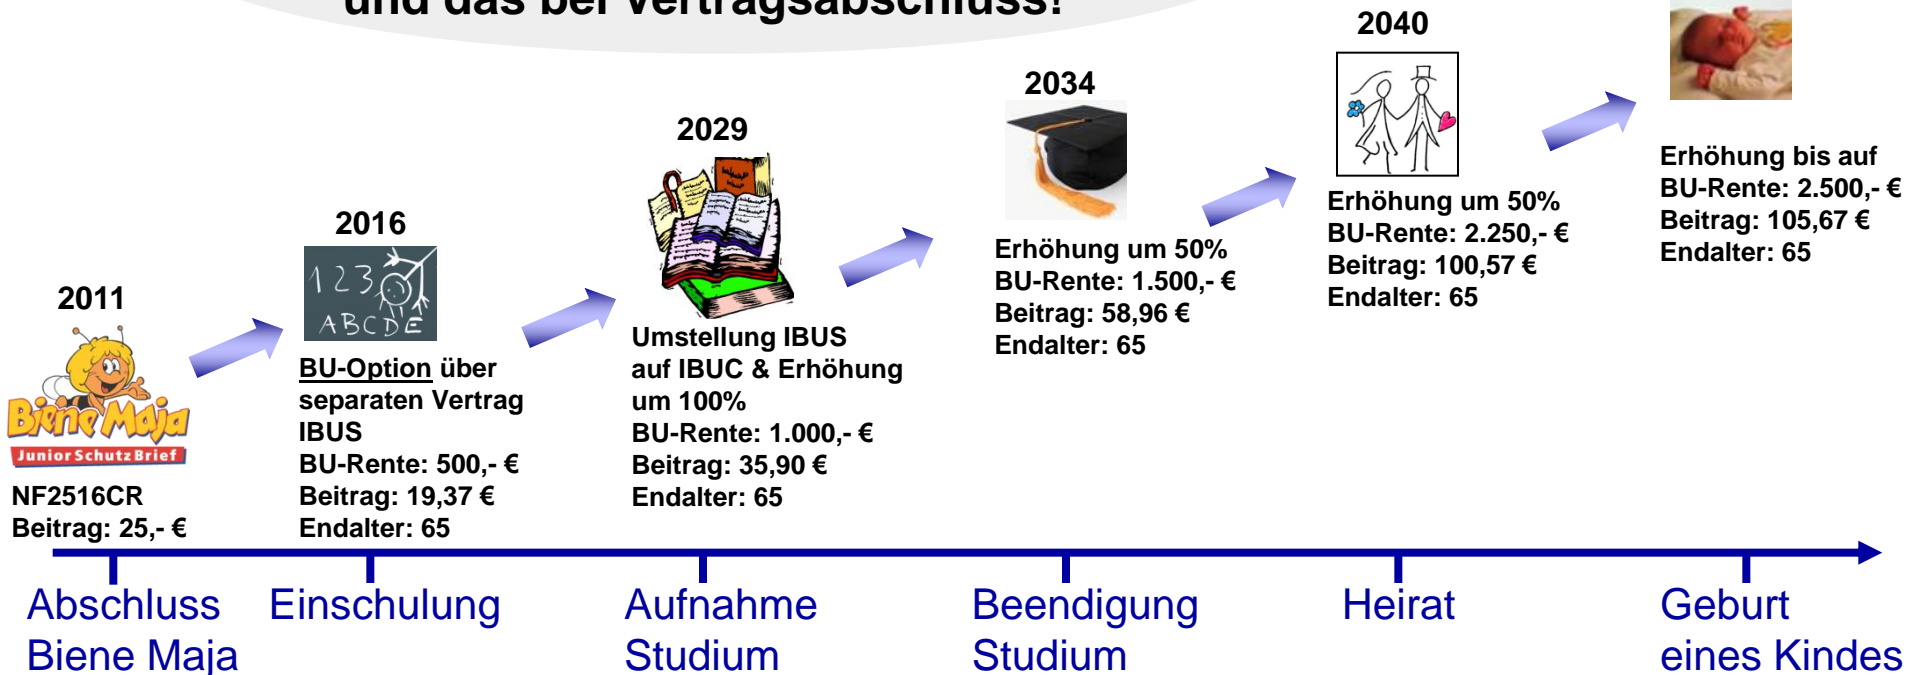 und das bei Vertragsabschluss!
2011
Biene Maja
Junior SchutzBrief
NF2516CR
Beitrag: 25,- €
2016
123
ABCDE
BU-Option über
separaten Vertrag
IBUS
BU-Rente: 500,- €
Beitrag: 19,37 €
Endalter: 65
2029
Umstellung IBUS
auf IBUC & Erhöhung
um 100%
BU-Rente: 1.000,- €
Beitrag: 35,90 €
Endalter: 65
2034
Erhöhung um 50%
BU-Rente: 1.500,- €
Beitrag: 58,96 €
Endalter: 65
2040
Erhöhung um 50%
BU-Rente: 2.250,- €
Beitrag: 100,57 €
Endalter: 65
Erhöhung bis auf
BU-Rente: 2.500,- €
Beitrag: 105,67 €
Endalter: 65
Abschluss
Biene Maja
Einschulung
Aufnahme
Studium
Beendigung
Studium
Heirat
Geburt
eines Kindes